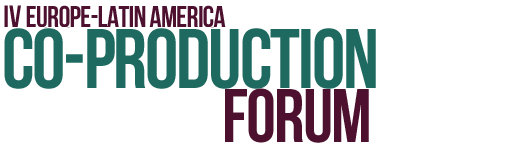 IV EUROPE-LATIN AMERICA
CO-PRODUCTION
FORUM